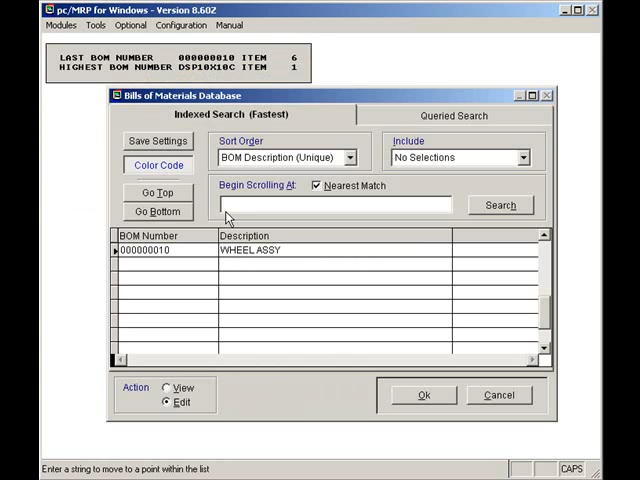 pc/MRP for Windows - Version 8.60Z
Modules Tools Optional Configuration Manual
LAST BOM NUMBER 000000010 ITEM 6
HIGHEST BOM NUMBER DSP10X10C ITEM 1
Bills of Materials Database
Indexed Search (Fastest) Queried Search
Save Settings
Color Code
Go Top
Go Bottom
Sort Order
BOM Description (Unique)
Include
No Selections
Begin Scrolling At: Nearest Match
Search
BOM Number Description
000000010 WHEEL ASSY
Action View
Edit
Ok Cancel
Enter a string to move to a point within the list CAPS